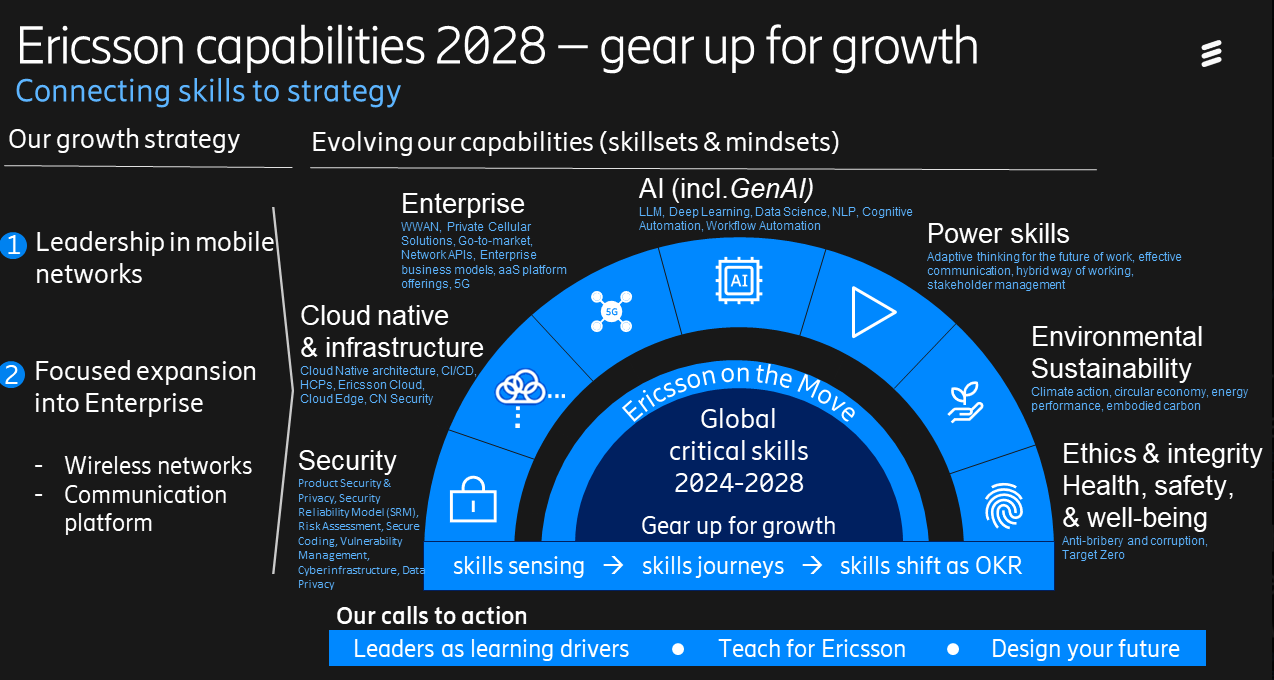 Ericsson capabilities 2028 – gear up for growth
Connecting skills to strategy
Our growth strategy
Evolving our capabilities (skillsets & mindsets)
1 Leadership in mobile
networks
2 Focused expansion
into Enterprise
- Wireless networks
- Communication
platform
Security
Product Security &
Privacy, Security
Reliability Model (SRM),
Risk Assessment, Secure
Coding, Vulnerability
Management,
Cyberinfrastructure, Data
Privacy
Cloud native
& infrastructure
Cloud Native architecture, CI/CD,
HCPs, Ericsson Cloud,
Cloud Edge, CN Security
Enterprise
WWAN, Private Cellular
Solutions, Go-to-market,
Network APIs, Enterprise
business models, aaS platform
offerings, 5G
AI (incl.GenAI)
LLM, Deep Learning, Data Science, NLP, Cognitive
Automation, Workflow Automation
Power skills
Adaptive thinking for the future of work, effective
communication, hybrid way of working,
stakeholder management
Environmental
Sustainability
Climate action, circular economy, energy
performance, embodied carbon
Ethics & integrity
Health, safety,
& well-being
Anti-bribery and corruption,
Target Zero
5G
AI
Ericsson on the Move
Global
critical skills
2024-2028
Gear up for growth
skills sensing → skills journeys → skills shift as OKR
Our calls to action
Leaders as learning drivers ● Teach for Ericsson ● Design your future